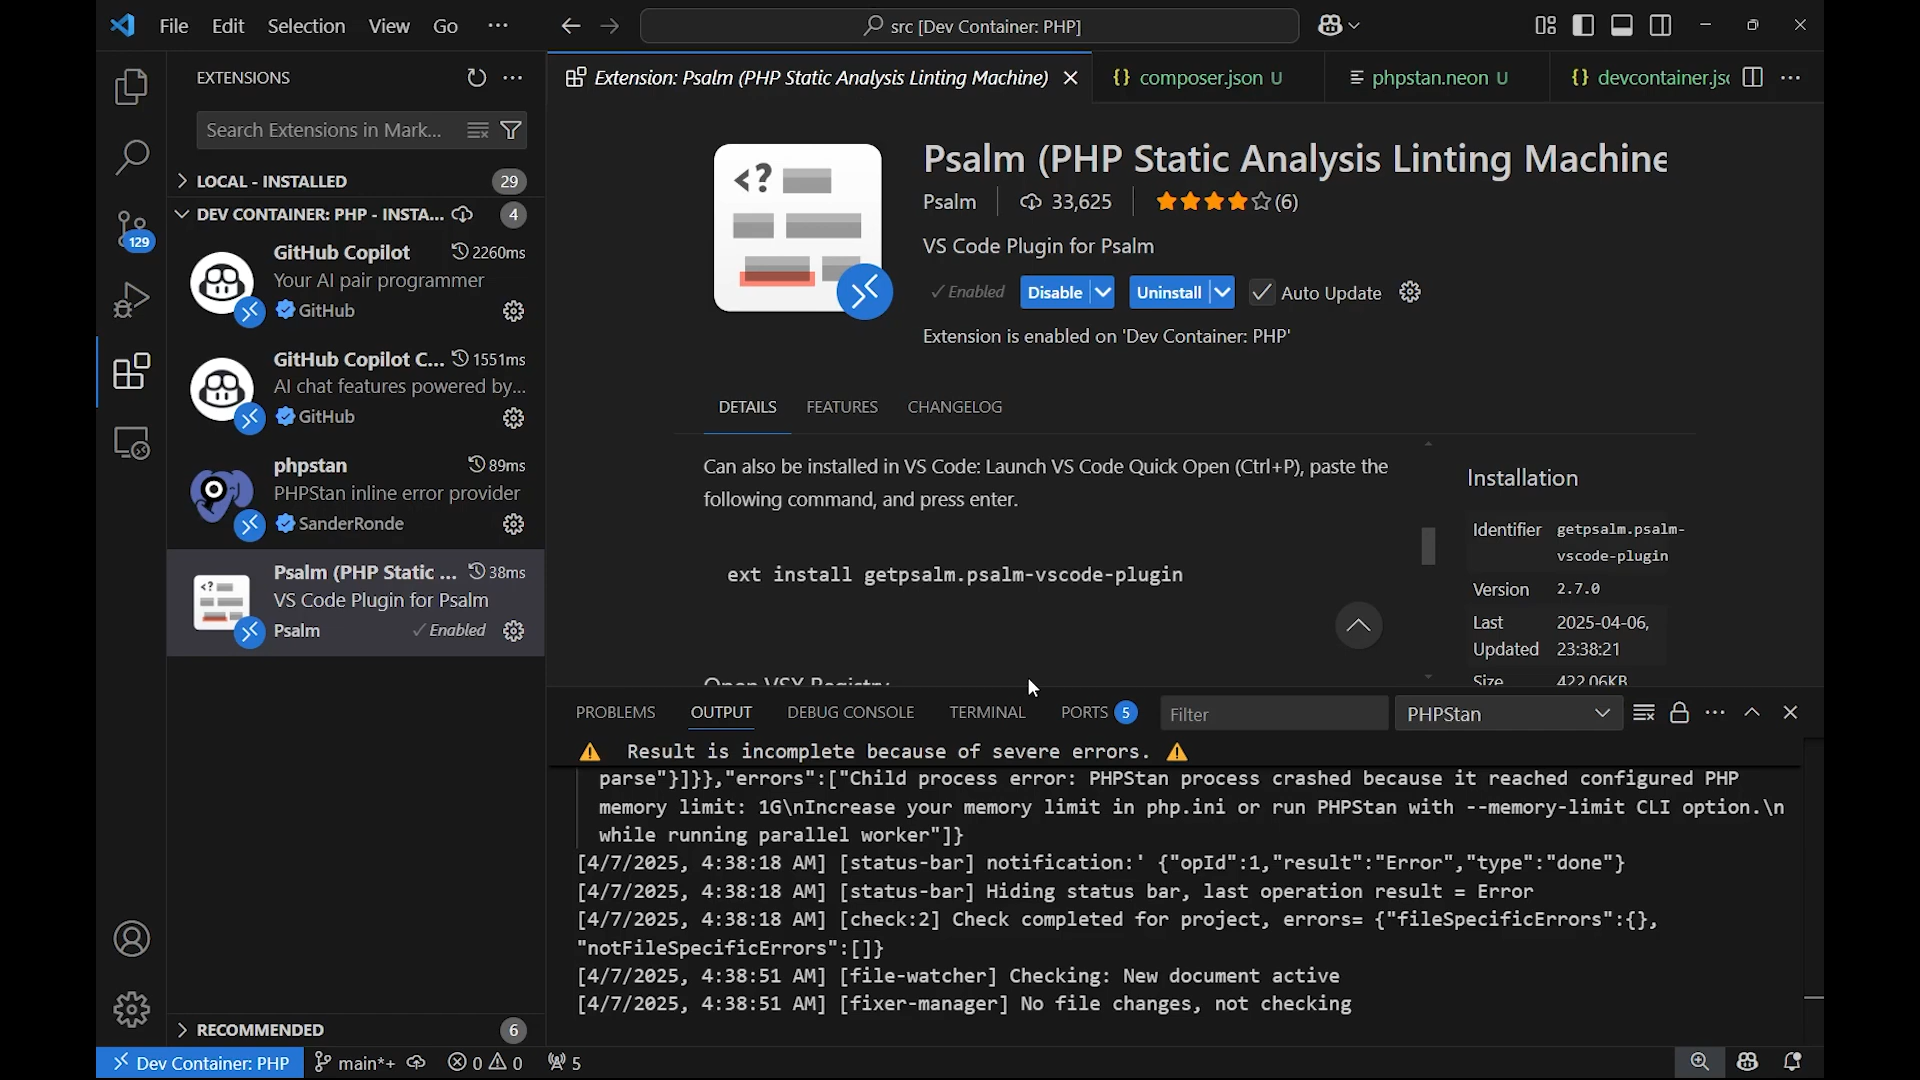 File Edit Selection View Go ···
src [Dev Container: PHP]
EXTENSIONS
Extension: Psalm (PHP Static Analysis Linting Machine)
{} composer.json U
phpstan.neon U
{} devcontainer.jsc
Search Extensions in Mark...
LOCAL - INSTALLED 29
DEV CONTAINER: PHP - INSTA... 4
129
GitHub Copilot 2260ms
Your AI pair programmer
GitHub
GitHub Copilot C... 1551ms
AI chat features powered by...
GitHub
phpstan 89ms
PHPStan inline error provider
SanderRonde
Psalm (PHP Static ... 38ms
VS Code Plugin for Psalm
Psalm ✓ Enabled
RECOMMENDED 6
<?
Psalm (PHP Static Analysis Linting Machine
Psalm 33,625 (6)
VS Code Plugin for Psalm
✓ Enabled Disable Uninstall Auto Update
Extension is enabled on 'Dev Container: PHP'
DETAILS FEATURES CHANGELOG
Can also be installed in VS Code: Launch VS Code Quick Open (Ctrl+P), paste the
following command, and press enter.
ext install getpsalm.psalm-vscode-plugin
Open VSX Registry
Installation
Identifier getpsalm.psalm-
vscode-plugin
Version 2.7.0
Last 2025-04-06,
Updated 23:38:21
Size 422.06KB
PROBLEMS OUTPUT DEBUG CONSOLE TERMINAL PORTS 5 Filter PHPStan
⚠️ Result is incomplete because of severe errors. ⚠️
parse"}]}},"errors":["Child process error: PHPStan process crashed because it reached configured PHP
memory limit: 1G\nIncrease your memory limit in php.ini or run PHPStan with --memory-limit CLI option.\n
while running parallel worker"]}
[4/7/2025, 4:38:18 AM] [status-bar] notification:' {"opId":1,"result":"Error","type":"done"}
[4/7/2025, 4:38:18 AM] [status-bar] Hiding status bar, last operation result = Error
[4/7/2025, 4:38:18 AM] [check:2] Check completed for project, errors= {"fileSpecificErrors":{},
"notFileSpecificErrors":[]}
[4/7/2025, 4:38:51 AM] [file-watcher] Checking: New document active
[4/7/2025, 4:38:51 AM] [fixer-manager] No file changes, not checking
Dev Container: PHP main*+ 0 0 5